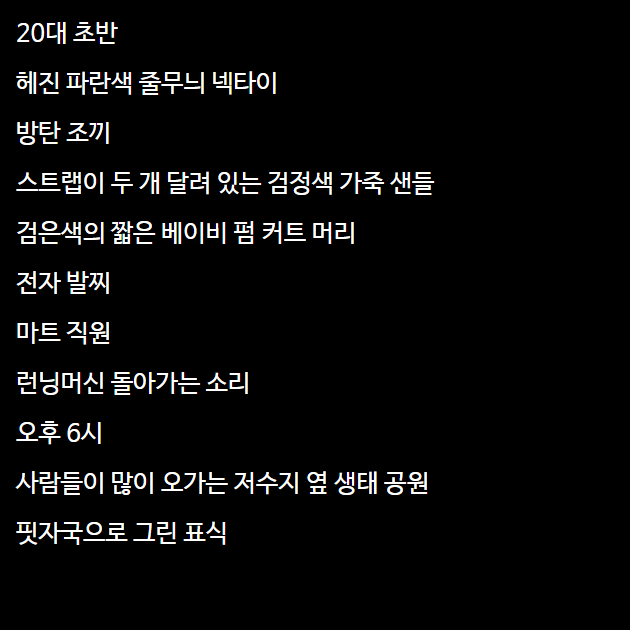 20대 초반
헤진 파란색 줄무늬 넥타이
방탄 조끼
스트랩이 두 개 달려 있는 검정색 가죽 샌들
검은색의 짧은 베이비 펌 커트 머리
전자 발찌
마트 직원
런닝머신 돌아가는 소리
오후 6시
사람들이 많이 오가는 저수지 옆 생태 공원
핏자국으로 그린 표식